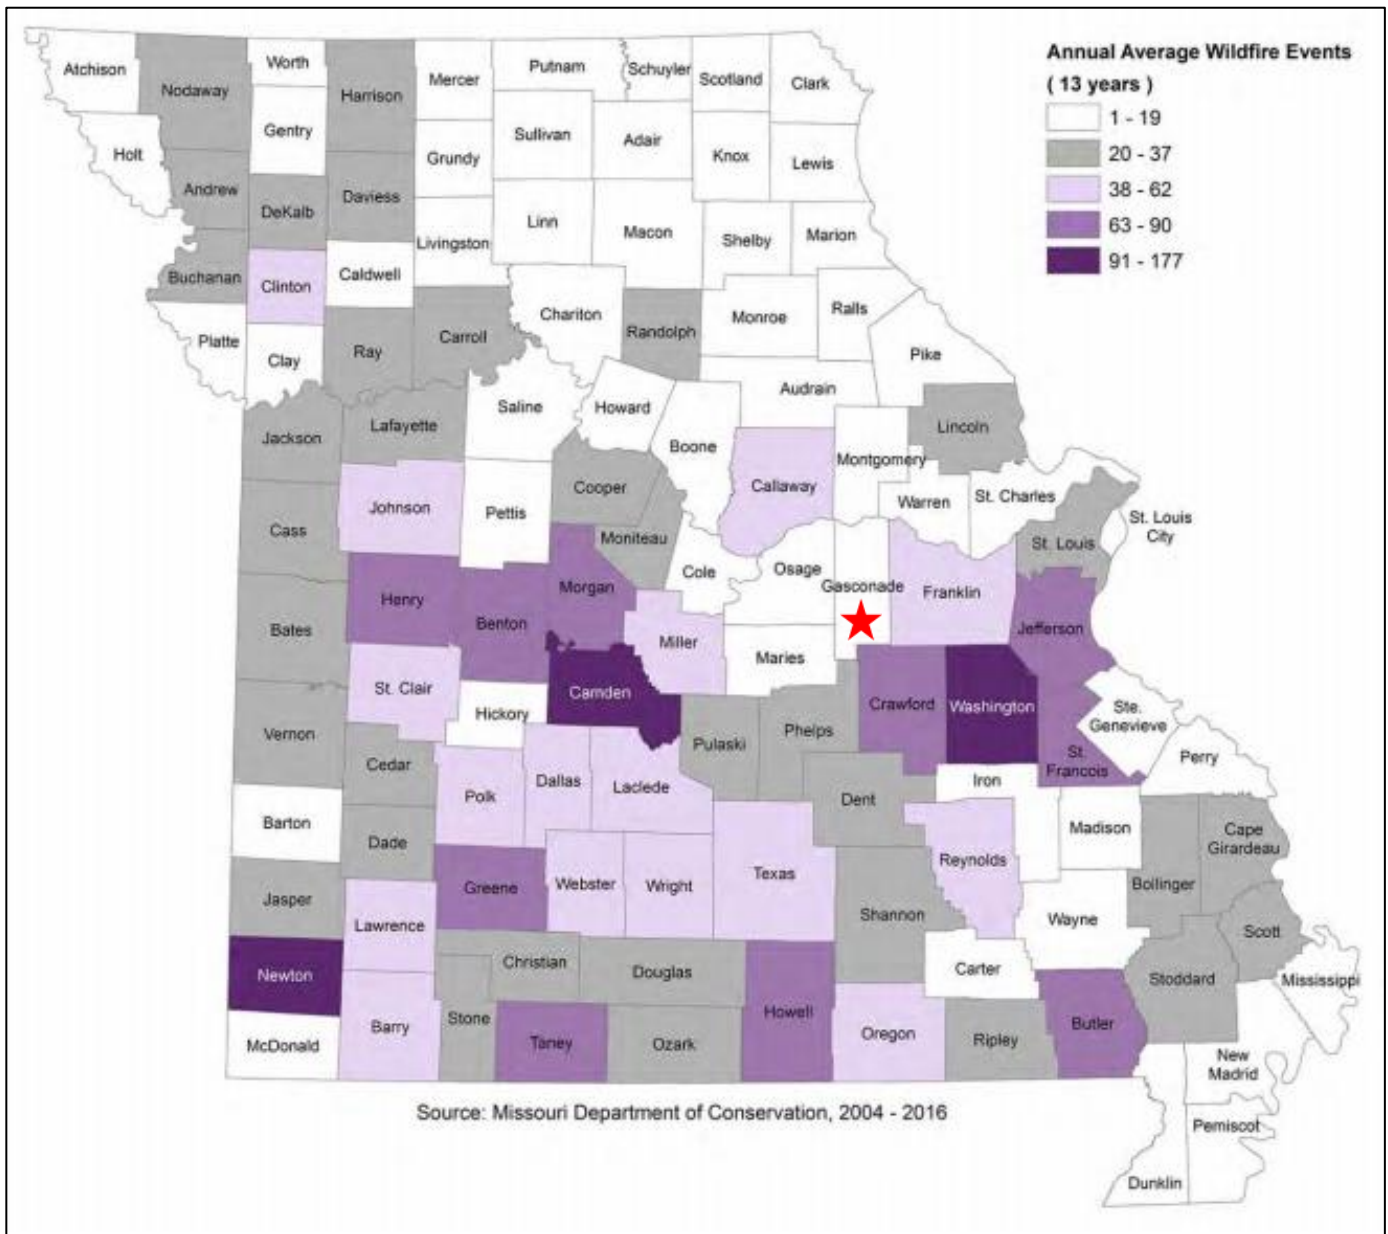 Annual Average Wildfire Events
( 13 years )
1 - 19
20 - 37
38 - 62
63 - 90
91 - 177
Atchison
Nodaway
Worth
Harrison
Mercer
Putnam
Schuyler
Scotland
Clark
Holt
Gentry
Grundy
Sullivan
Adair
Knox
Lewis
Andrew
DeKalb
Daviess
Livingston
Linn
Macon
Shelby
Marion
Buchanan
Clinton
Caldwell
Chariton
Randolph
Monroe
Ralls
Platte
Clay
Ray
Carroll
Pike
Saline
Howard
Audrain
Jackson
Lafayette
Boone
Montgomery
Lincoln
Johnson
Cooper
Callaway
Warren
St. Charles
Cass
Pettis
Moniteau
St. Louis
St. Louis
City
Cole
Osage
Gasconade
Franklin
Henry
Morgan
Bates
Benton
Miller
Maries
Jefferson
St. Clair
Camden
Crawford
Washington
Ste.
Genevieve
Hickory
Vernon
Pulaski
Phelps
St.
Francois
Perry
Cedar
Polk
Dallas
Laclede
Dent
Iron
Barton
Dade
Madison
Cape
Girardeau
Greene
Webster
Wright
Texas
Reynolds
Bollinger
Jasper
Lawrence
Shannon
Wayne
Scott
Newton
Christian
Douglas
Carter
Stoddard
Mississippi
McDonald
Barry
Stone
Taney
Ozark
Howell
Oregon
Ripley
Butler
New
Madrid
Pemiscot
Dunklin
Source: Missouri Department of Conservation, 2004 - 2016